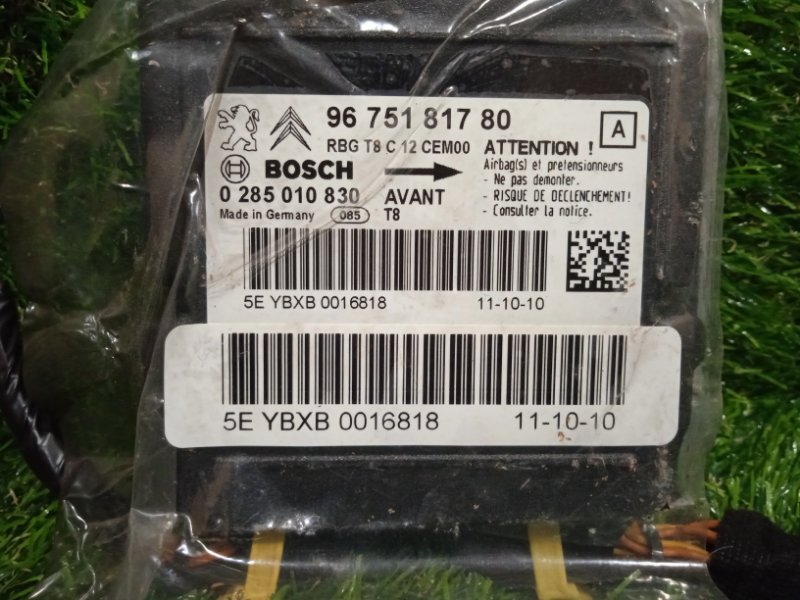 96 751 817 80
RBG T8 C 12 CEM00
ATTENTION !
A
BOSCH
Airbag(s) et pretensionneurs
- Ne pas demonter.
0 285 010 830 AVANT
- RISQUE DE DECLENCHEMENT!
Made in Germany 085 T8
- Consulter la notice.
5E YBXB 0016818 11-10-10
5E YBXB 0016818 11-10-10